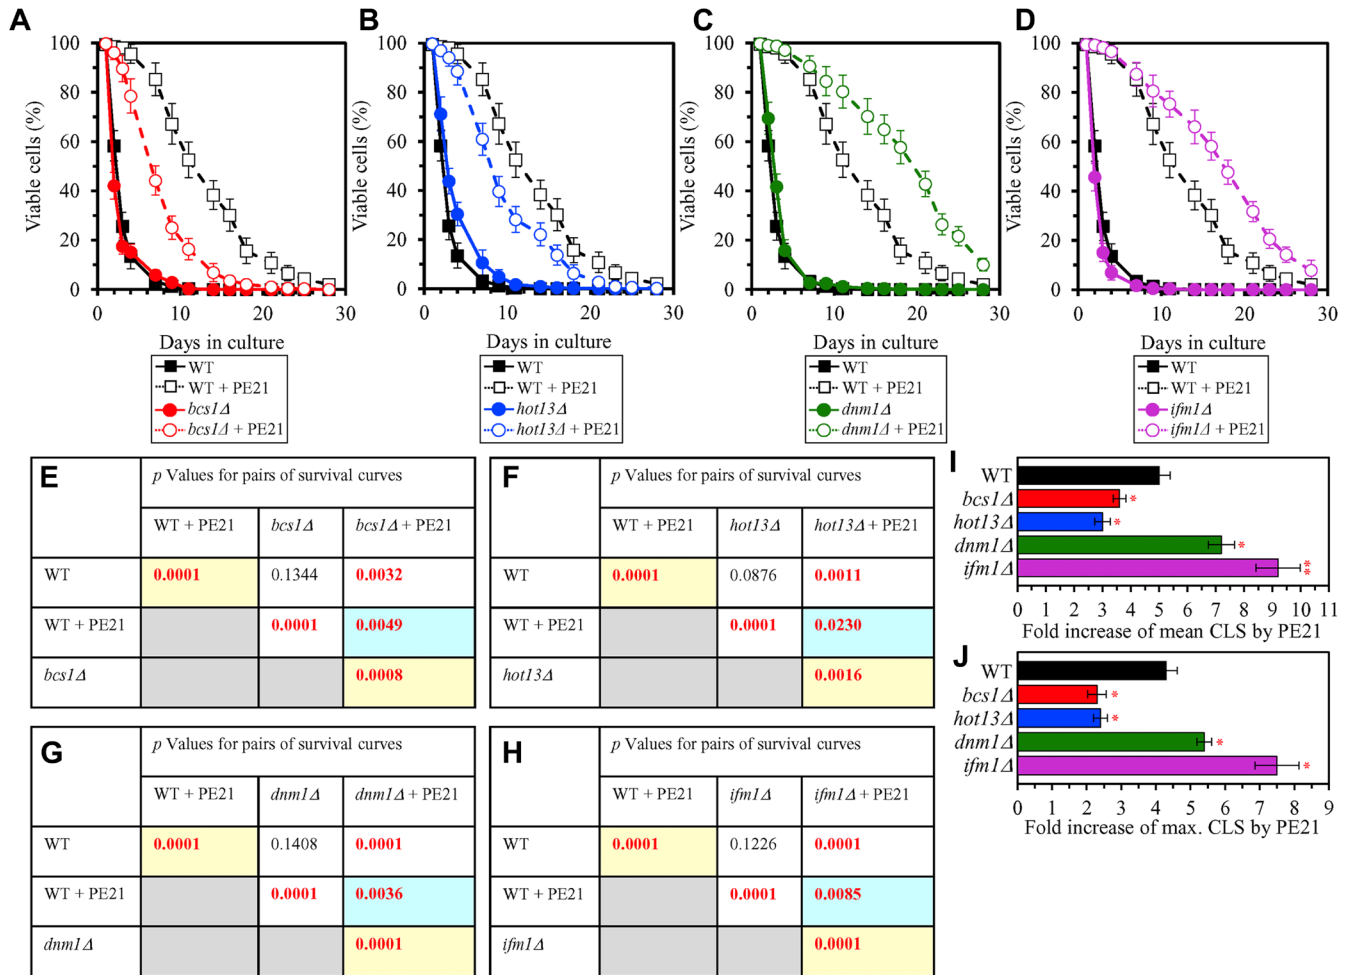 A
B
C
D
Viable cells (%)
100
80
60
40
20
0
0
10
20
30
Days in culture
WT
WT + PE21
bcs1Δ
bcs1Δ + PE21
Viable cells (%)
100
80
60
40
20
0
0
10
20
30
Days in culture
WT
WT + PE21
hot13Δ
hot13Δ + PE21
Viable cells (%)
100
80
60
40
20
0
0
10
20
30
Days in culture
WT
WT + PE21
dnm1Δ
dnm1Δ + PE21
Viable cells (%)
100
80
60
40
20
0
0
10
20
30
Days in culture
WT
WT + PE21
ifm1Δ
ifm1Δ + PE21
E
p Values for pairs of survival curves
WT + PE21 bcs1Δ bcs1Δ + PE21
WT 0.0001 0.1344 0.0032
WT + PE21 0.0001 0.0049
bcs1Δ 0.0008
F
p Values for pairs of survival curves
WT + PE21 hot13Δ hot13Δ + PE21
WT 0.0001 0.0876 0.0011
WT + PE21 0.0001 0.0230
hot13Δ 0.0016
G
p Values for pairs of survival curves
WT + PE21 dnm1Δ dnm1Δ + PE21
WT 0.0001 0.1408 0.0001
WT + PE21 0.0001 0.0036
dnm1Δ 0.0001
H
p Values for pairs of survival curves
WT + PE21 ifm1Δ ifm1Δ + PE21
WT 0.0001 0.1226 0.0001
WT + PE21 0.0001 0.0085
ifm1Δ 0.0001
I
WT
bcs1Δ *
hot13Δ *
dnm1Δ *
ifm1Δ **
0 1 2 3 4 5 6 7 8 9 10 11
Fold increase of mean CLS by PE21
J
WT
bcs1Δ *
hot13Δ *
dnm1Δ *
ifm1Δ *
0 1 2 3 4 5 6 7 8 9
Fold increase of max. CLS by PE21